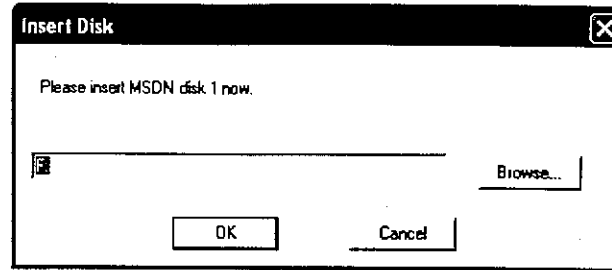 Insert Disk
Please insert MSDN disk 1 now.
Browse...
OK
Cancel